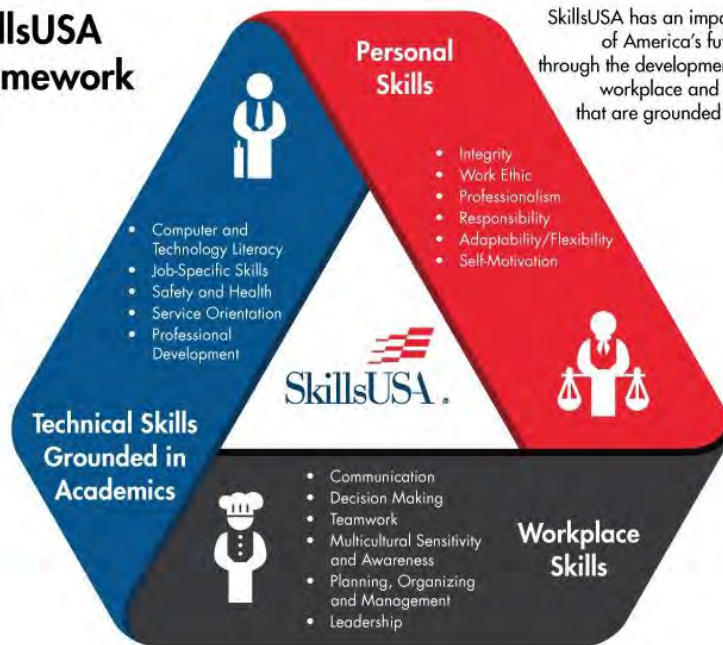 llsUSA
mework
SkillsUSA has an impa
of America's fu
through the developmen
workplace and
that are grounded
Personal
Skills
• Integrity
• Work Ethic
• Professionalism
• Responsibility
• Adaptability/Flexibility
• Self-Motivation
• Computer and
Technology Literacy
• Job-Specific Skills
• Safety and Health
• Service Orientation
• Professional
Development
SkillsUSA®
Technical Skills
Grounded in
Academics
• Communication
• Decision Making
• Teamwork
• Multicultural Sensitivity
and Awareness
• Planning, Organizing
and Management
• Leadership
Workplace
Skills